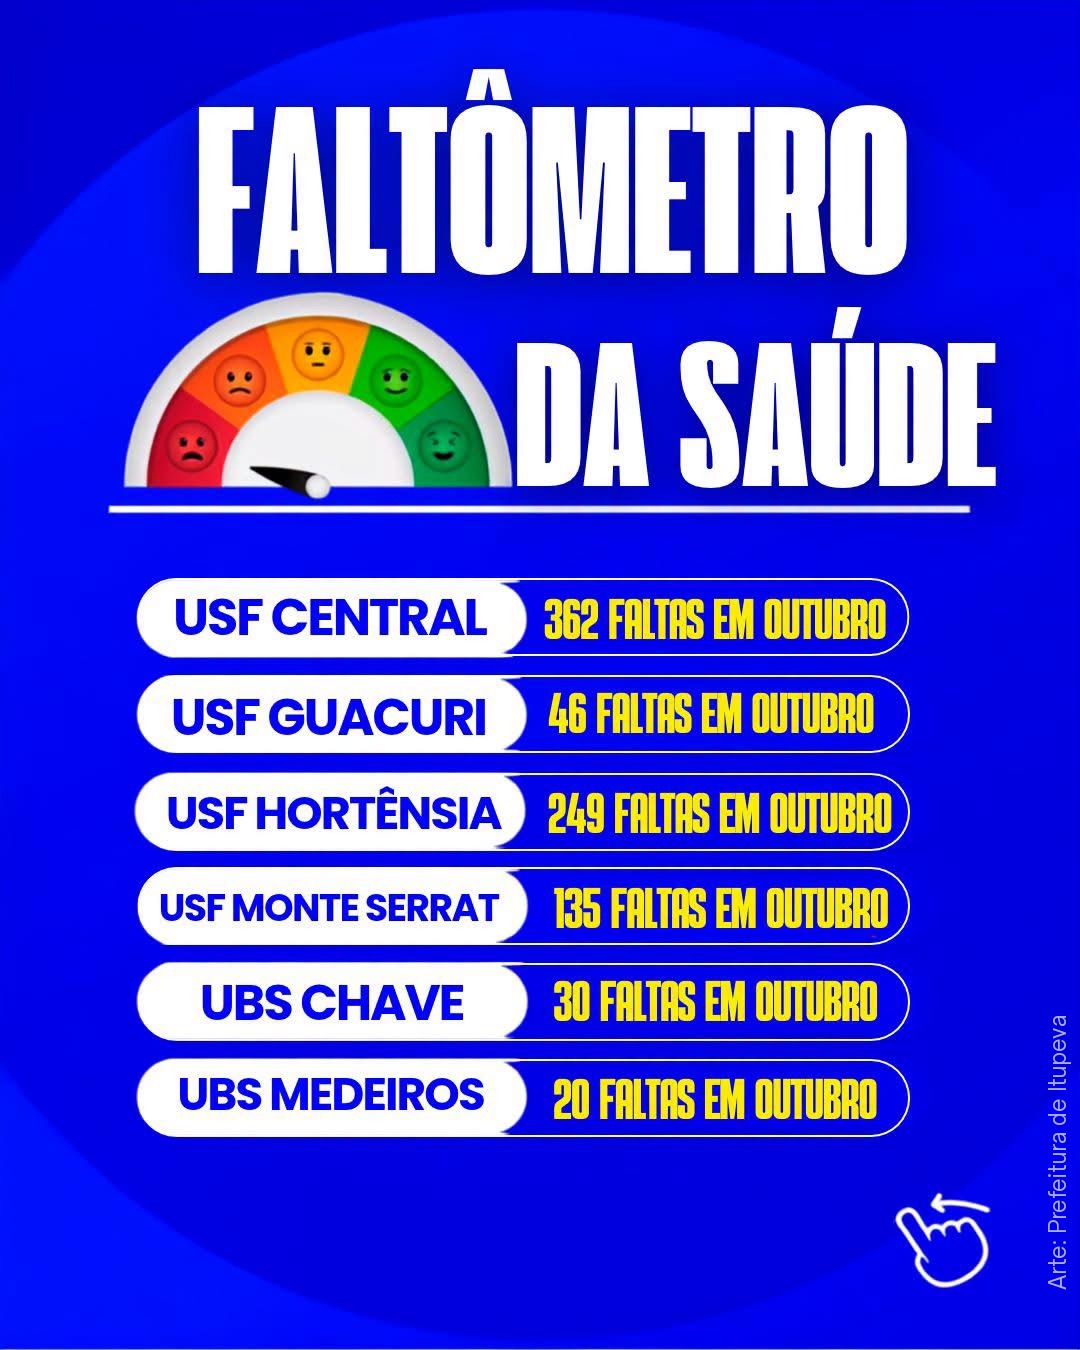 FALTÔMETRO
DA SAÚDE
USF CENTRAL 362 FALTAS EM OUTUBRO
USF GUACURI 46 FALTAS EM OUTUBRO
USF HORTÊNSIA 249 FALTAS EM OUTUBRO
USF MONTE SERRAT 135 FALTAS EM OUTUBRO
UBS CHAVE 30 FALTAS EM OUTUBRO
UBS MEDEIROS 20 FALTAS EM OUTUBRO
Arte: Prefeitura de Itupeva